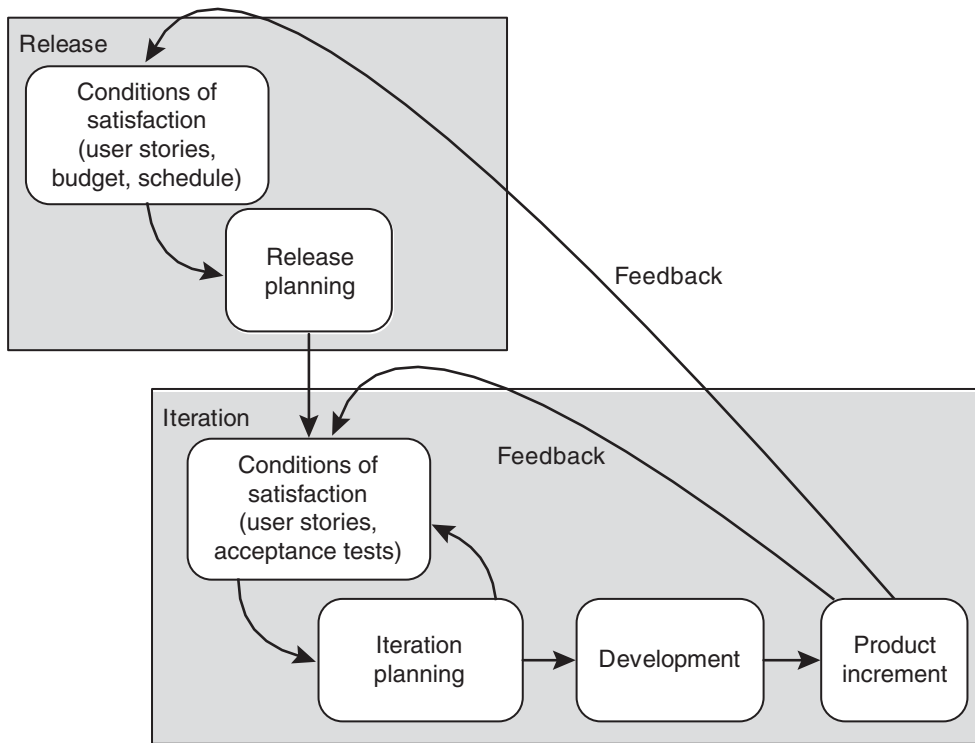 Release
Conditions of
satisfaction
(user stories,
budget, schedule)
Release
planning
Feedback
Iteration
Feedback
Conditions of
satisfaction
(user stories,
acceptance tests)
Iteration
planning
Development
Product
increment